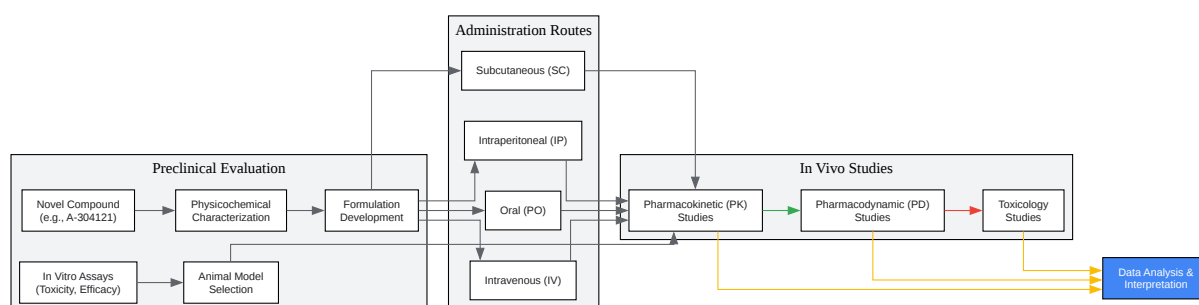 Administration Routes
Subcutaneous (SC)
Intraperitoneal (IP)
Oral (PO)
Intravenous (IV)
Preclinical Evaluation
Novel Compound
(e.g., A-304121)
Physicochemical
Characterization
Formulation
Development
In Vitro Assays
(Toxicity, Efficacy)
Animal Model
Selection
In Vivo Studies
Pharmacokinetic (PK)
Studies
Pharmacodynamic (PD)
Studies
Toxicology
Studies
Data Analysis &
Interpretation